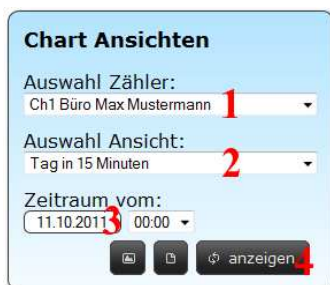 Chart Ansichten
Auswahl Zähler:
Ch1 Büro Max Mustermann 1
Auswahl Ansicht:
Tag in 15 Minuten 2
Zeitraum vom:
11.10.2011 3 00:00
anzeigen 4